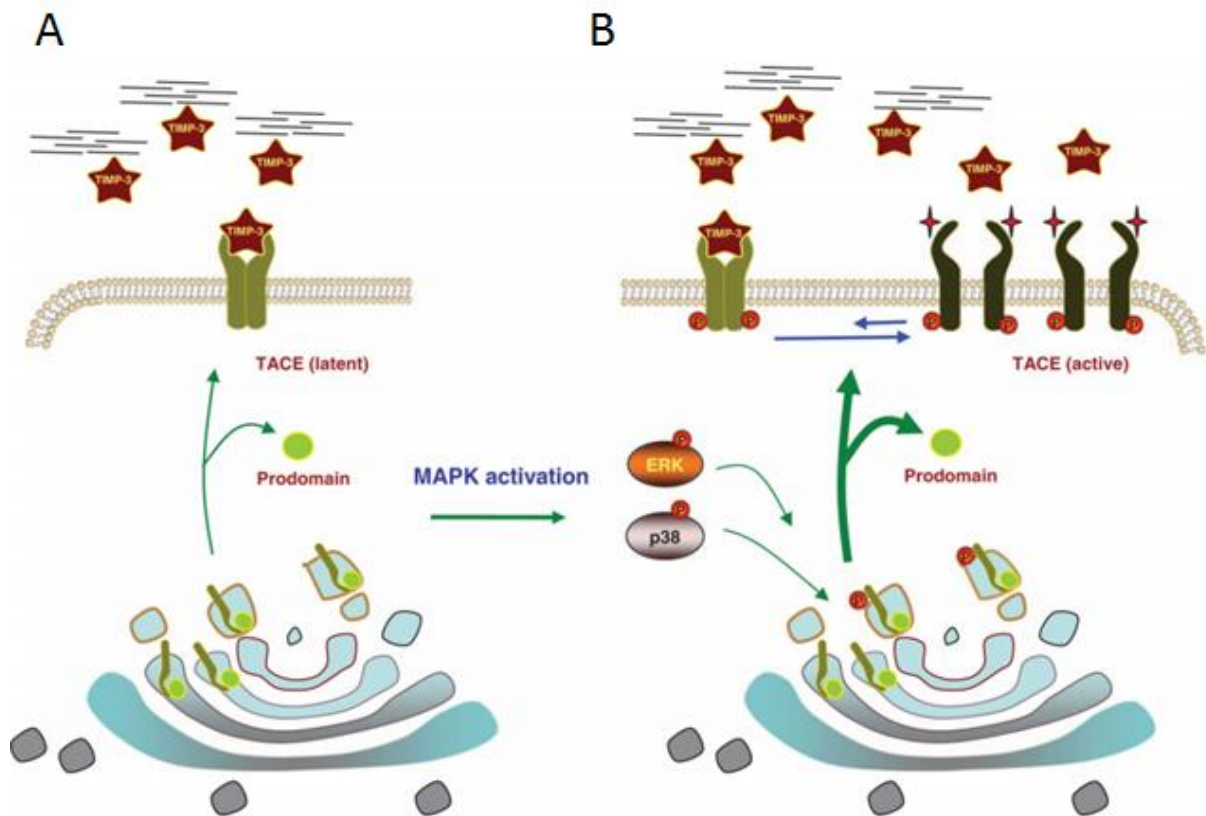 A
B
TIMP-3
TIMP-3
TIMP-3
TIMP-3
TIMP-3
TIMP-3
TIMP-3
TIMP-3
TIMP-3
TIMP-3
P
P
P
P
P
P
TACE (latent)
TACE (active)
Prodomain
MAPK activation
P
ERK
P
p38
Prodomain
P
P